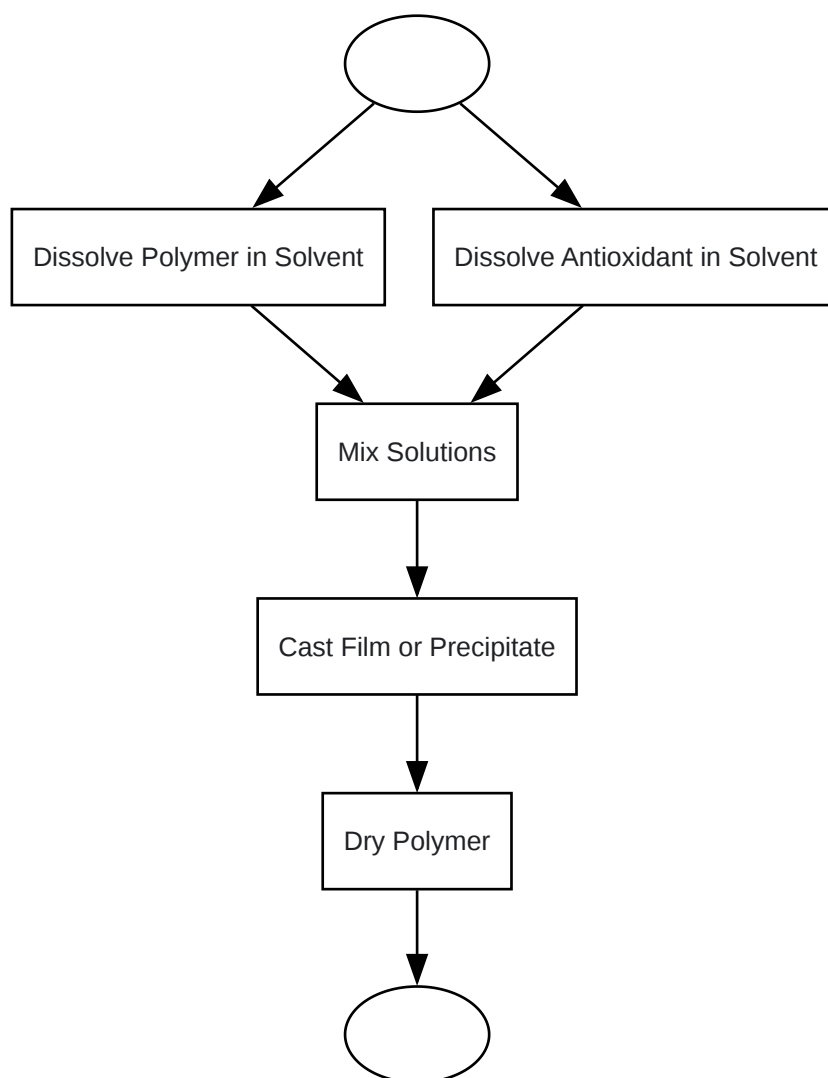 Dissolve Polymer in Solvent
Dissolve Antioxidant in Solvent
Mix Solutions
Cast Film or Precipitate
Dry Polymer